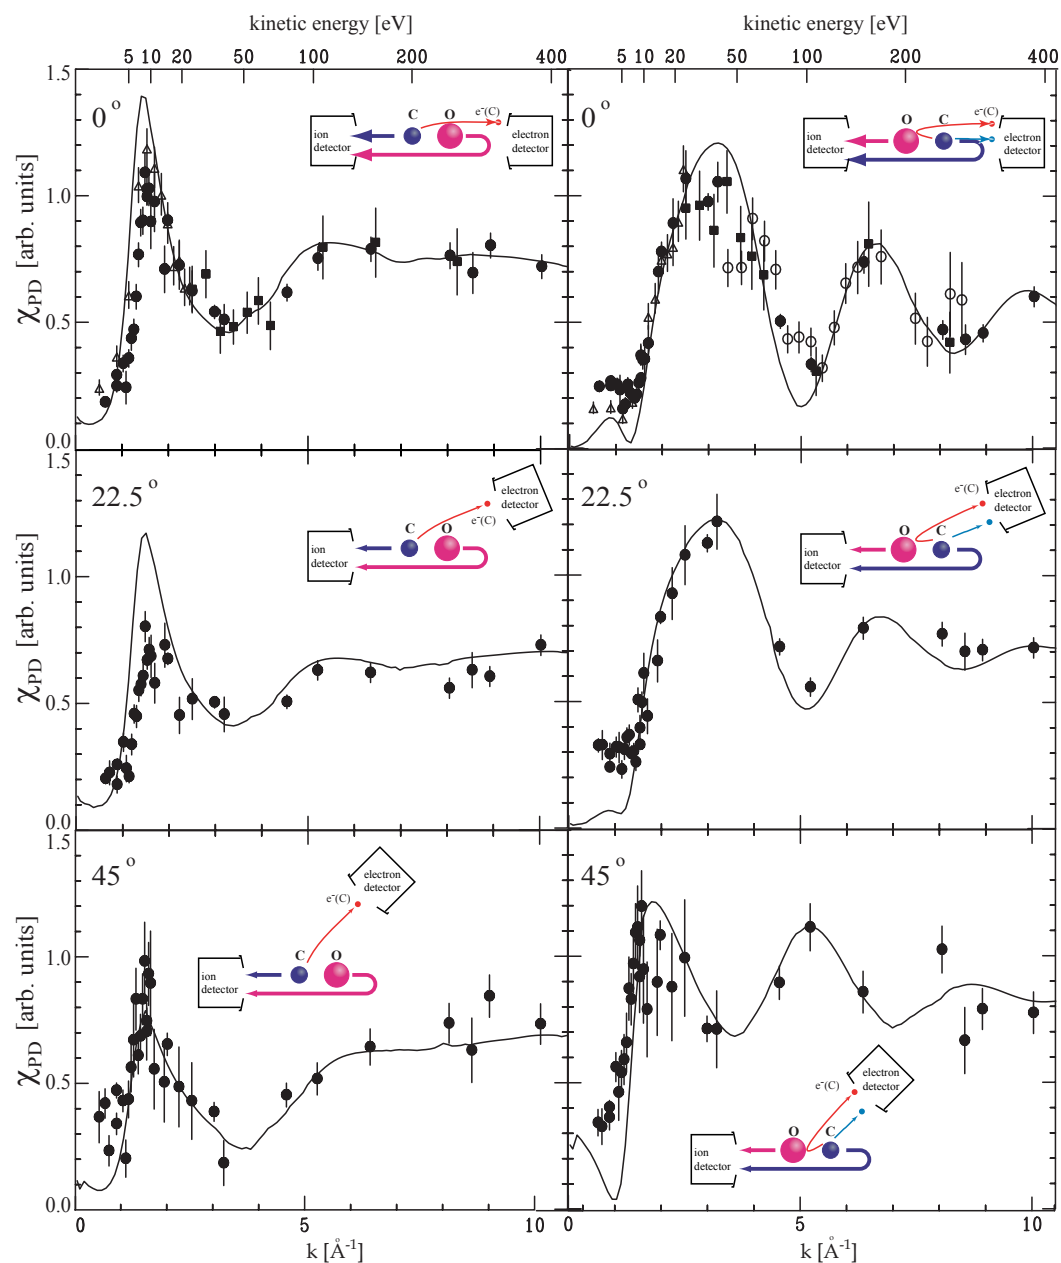 kinetic energy [eV]
kinetic energy [eV]
5 10 20 50 100 200 400
5 10 20 50 100 200 400
1.5
0 °
ion
detector
C
O
e⁻(C)
electron
detector
1.0
0.5
0.0
χPD [arb. units]
0 °
ion
detector
O
C
e⁻(C)
electron
detector
1.5
22.5 °
ion
detector
C
O
e⁻(C)
electron
detector
1.0
0.5
0.0
χPD [arb. units]
22.5 °
ion
detector
O
C
e⁻(C)
electron
detector
1.5
45 °
ion
detector
C
O
e⁻(C)
electron
detector
1.0
0.5
0.0
χPD [arb. units]
45 °
ion
detector
O
C
e⁻(C)
electron
detector
0 5 10
0 5 10
k [Å⁻¹]
k [Å⁻¹]